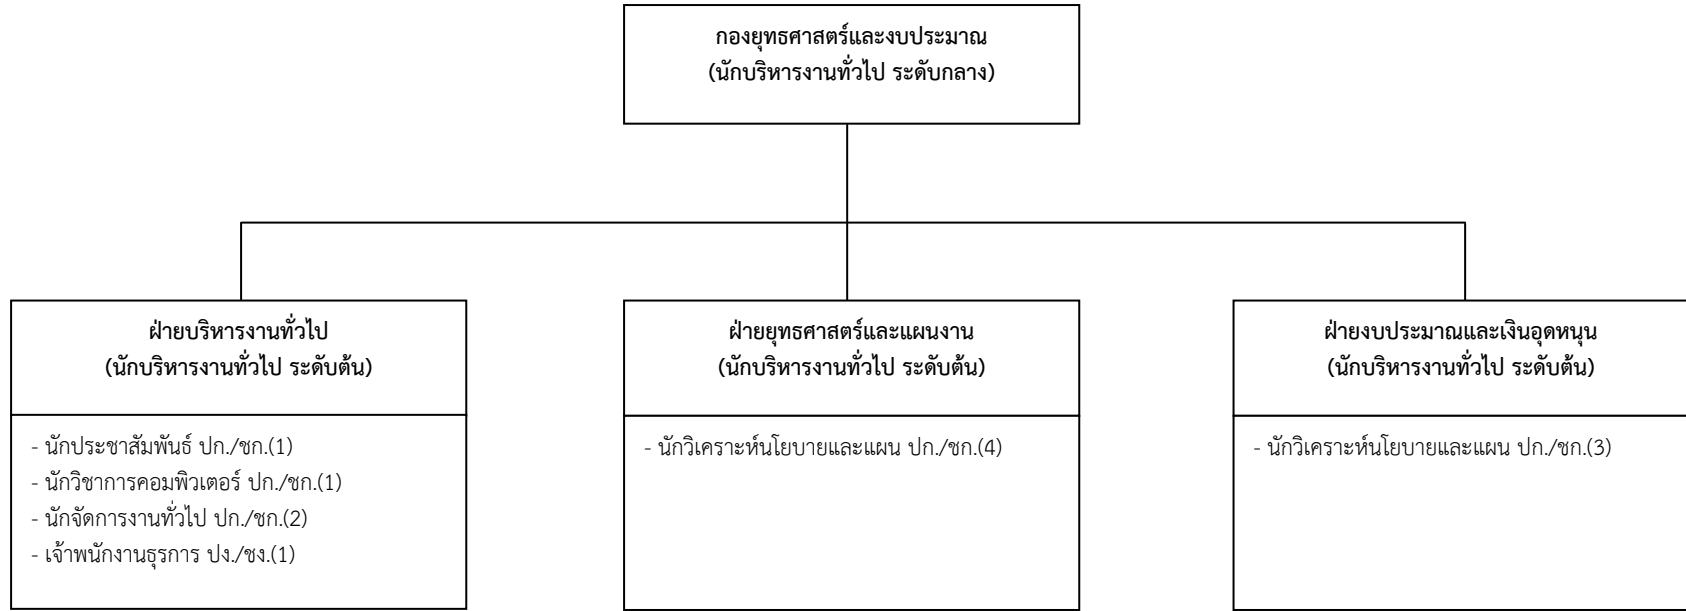 กองยุทธศาสตร์และงบประมาณ
(นักบริหารงานทั่วไป ระดับกลาง)
ฝ่ายบริหารงานทั่วไป
(นักบริหารงานทั่วไป ระดับต้น)
- นักประชาสัมพันธ์ ปก./ชก.(1)
- นักวิชาการคอมพิวเตอร์ ปก./ชก.(1)
- นักจัดการงานทั่วไป ปก./ชก.(2)
- เจ้าพนักงานธุรการ ปง./ชง.(1)
ฝ่ายยุทธศาสตร์และแผนงาน
(นักบริหารงานทั่วไป ระดับต้น)
- นักวิเคราะห์นโยบายและแผน ปก./ชก.(4)
ฝ่ายงบประมาณและเงินอุดหนุน
(นักบริหารงานทั่วไป ระดับต้น)
- นักวิเคราะห์นโยบายและแผน ปก./ชก.(3)